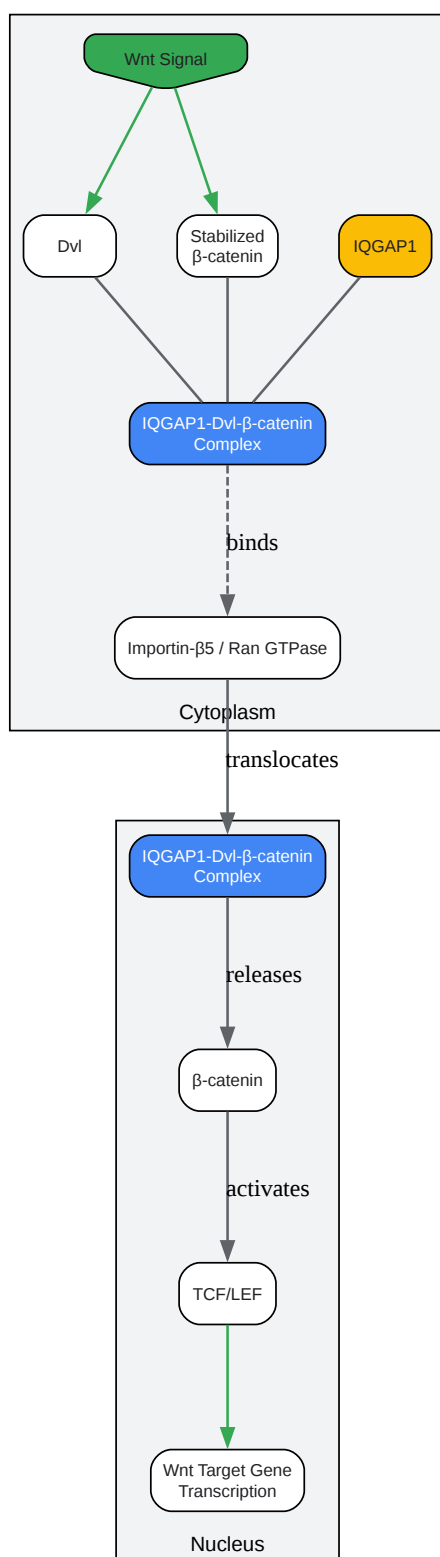 Wnt Signal
Dvl
Stabilized
β-catenin
IQGAP1
IQGAP1-Dvl-β-catenin
Complex
binds
Importin-β5 / Ran GTPase
Cytoplasm
translocates
IQGAP1-Dvl-β-catenin
Complex
releases
β-catenin
activates
TCF/LEF
Wnt Target Gene
Transcription
Nucleus